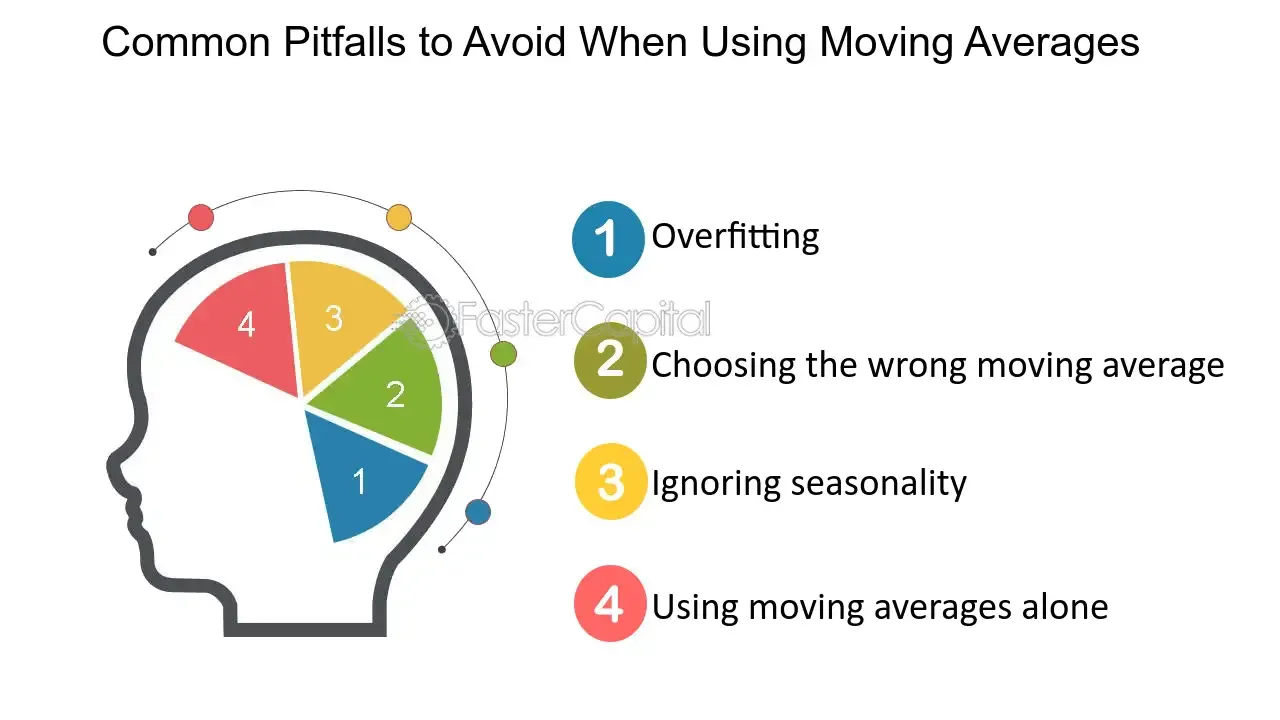 Common Pitfalls to Avoid When Using Moving Averages
4
3
2
1
FasterCapital
1 Overfitting
2 Choosing the wrong moving average
3 Ignoring seasonality
4 Using moving averages alone